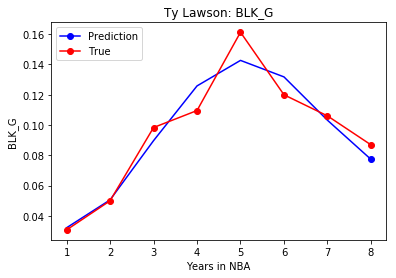 Ty Lawson: BLK_G
Prediction
True
0.16
0.14
0.12
0.10
0.08
0.06
0.04
BLK_G
1 2 3 4 5 6 7 8
Years in NBA